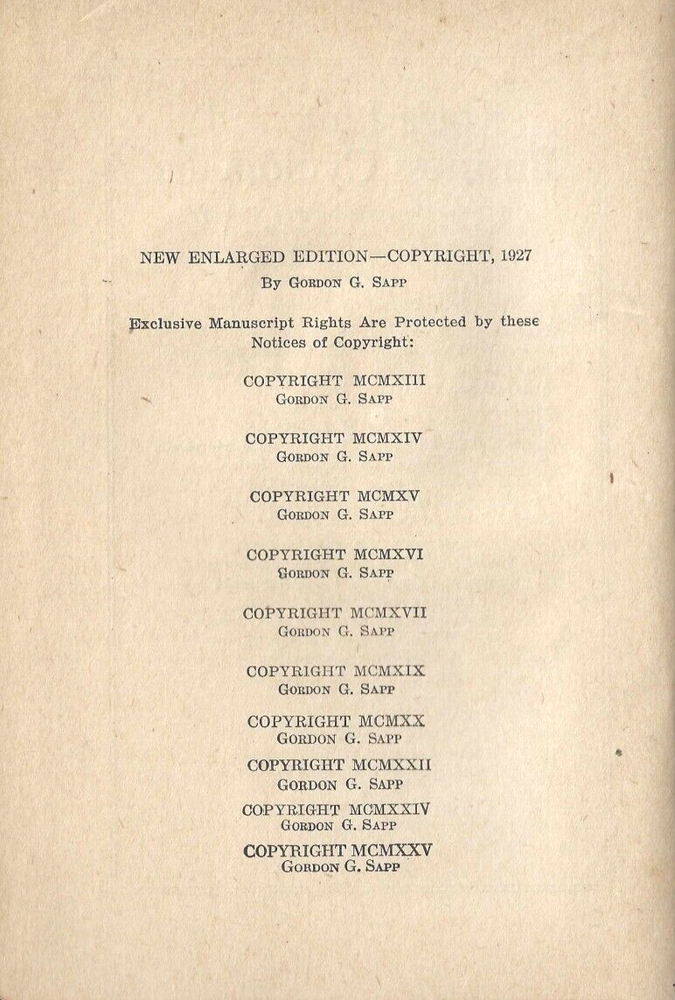 NEW ENLARGED EDITION—COPYRIGHT, 1927
By Gordon G. Sapp
Exclusive Manuscript Rights Are Protected by these
Notices of Copyright:
COPYRIGHT MCMXIII
Gordon G. Sapp
COPYRIGHT MCMXIV
Gordon G. Sapp
COPYRIGHT MCMXV
Gordon G. Sapp
COPYRIGHT MCMXVI
Gordon G. Sapp
COPYRIGHT MCMXVII
Gordon G. Sapp
COPYRIGHT MCMXIX
Gordon G. Sapp
COPYRIGHT MCMXX
Gordon G. Sapp
COPYRIGHT MCMXXII
Gordon G. Sapp
COPYRIGHT MCMXXIV
Gordon G. Sapp
COPYRIGHT MCMXXV
Gordon G. Sapp